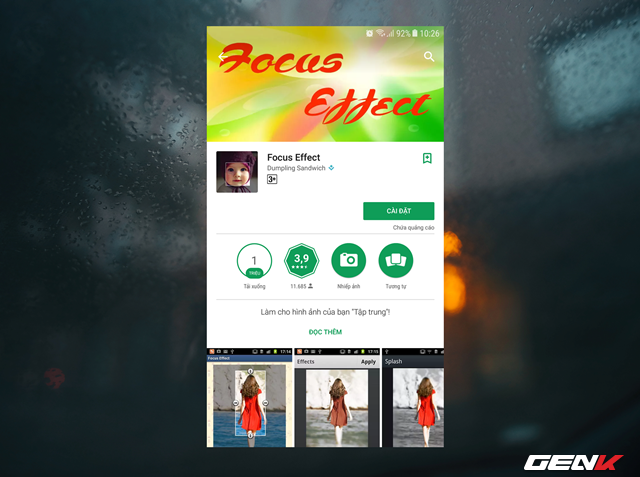 92% 10:26
Focus
Effect
Focus Effect
Dumpling Sandwich
3+
CÀI ĐẶT
Chứa quảng cáo
1
TRIỆU
3,9
Tải xuống
11.685
Nhiếp ảnh
Tương tự
Làm cho hình ảnh của bạn "Tập trung"!
ĐỌC THÊM
17:14
17:15
Focus Effect
Effects Apply
Splash
GENK